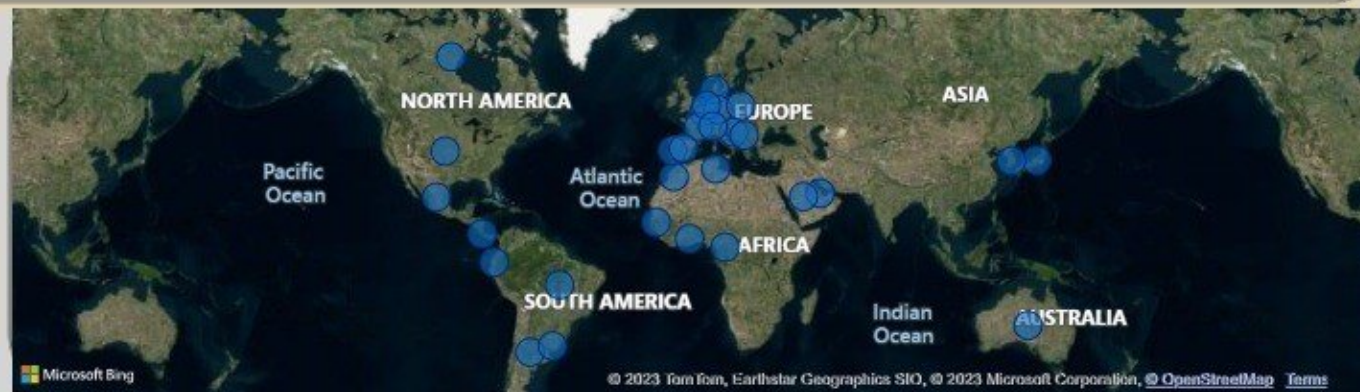 NORTH AMERICA
EUROPE
ASIA
Pacific
Ocean
Atlantic
Ocean
AFRICA
SOUTH AMERICA
Indian
Ocean
AUSTRALIA
Microsoft Bing
© 2023 TomTom, Earthstar Geographics SIO, © 2023 Microsoft Corporation, © OpenStreetMap Terms